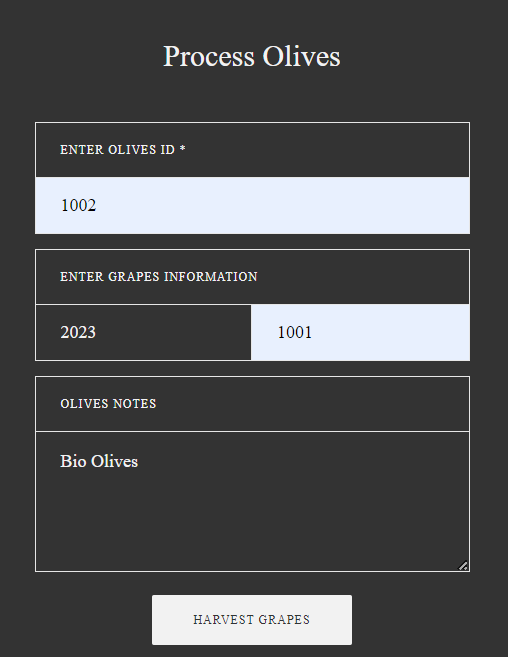 Process Olives
ENTER OLIVES ID *
1002
ENTER GRAPES INFORMATION
2023 1001
OLIVES NOTES
Bio Olives
HARVEST GRAPES